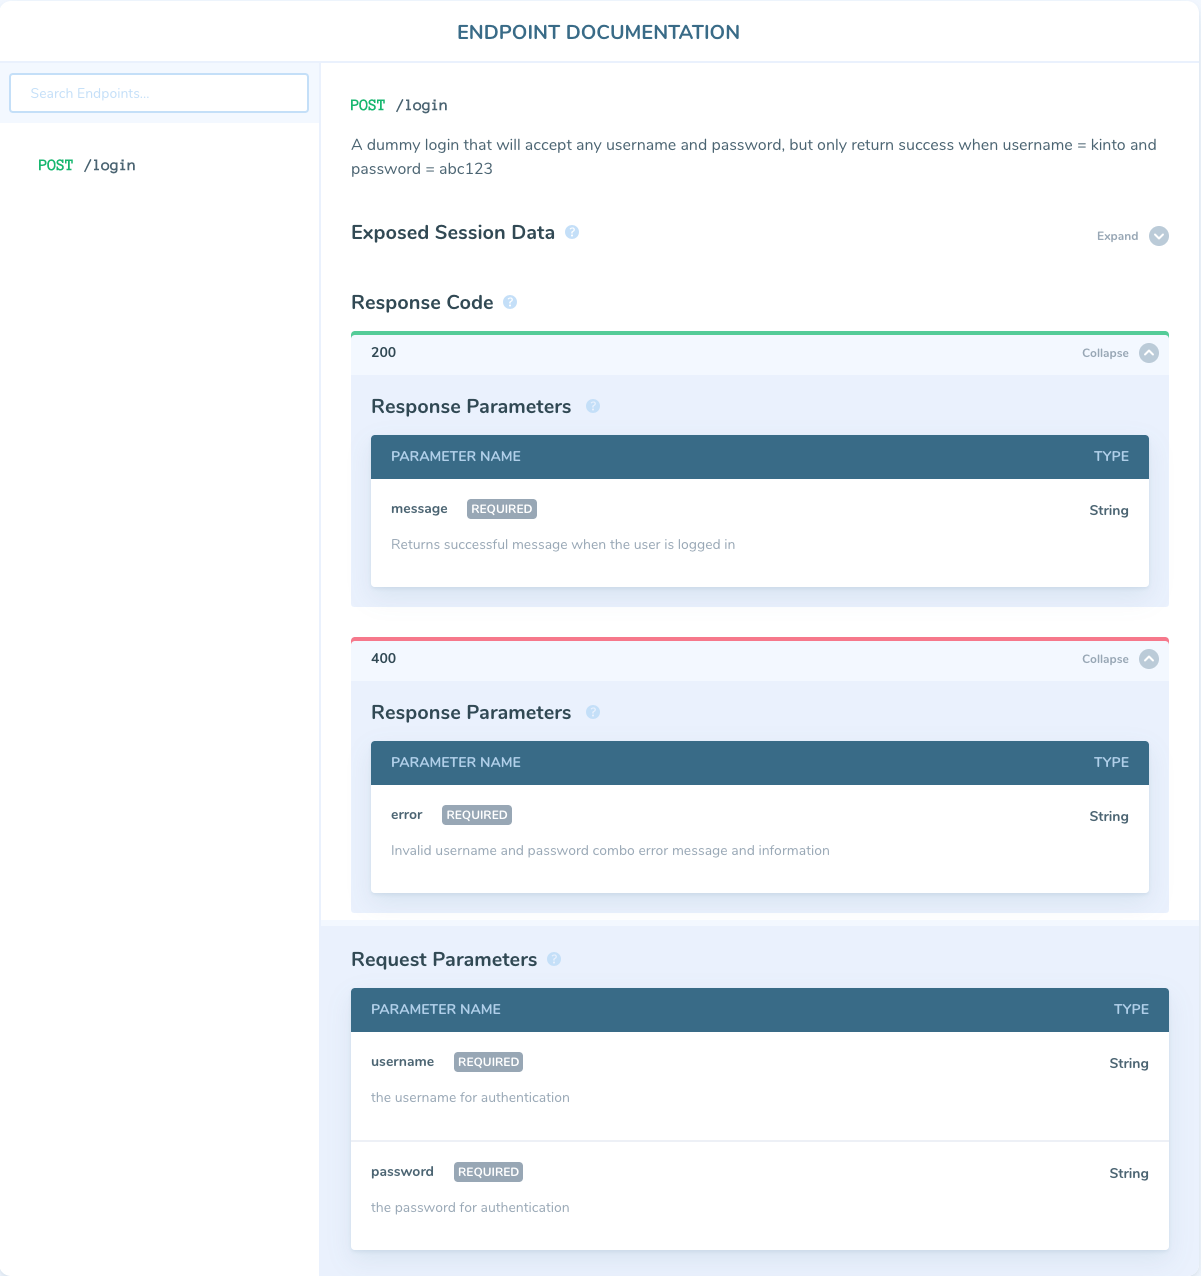 ENDPOINT DOCUMENTATION
Search Endpoints...
POST /login
POST /login
A dummy login that will accept any username and password, but only return success when username = kinto and
password = abc123
Exposed Session Data ?
Expand
Response Code ?
200
Collapse
Response Parameters ?
PARAMETER NAME TYPE
message REQUIRED String
Returns successful message when the user is logged in
400
Collapse
Response Parameters ?
PARAMETER NAME TYPE
error REQUIRED String
Invalid username and password combo error message and information
Request Parameters ?
PARAMETER NAME TYPE
username REQUIRED String
the username for authentication
password REQUIRED String
the password for authentication